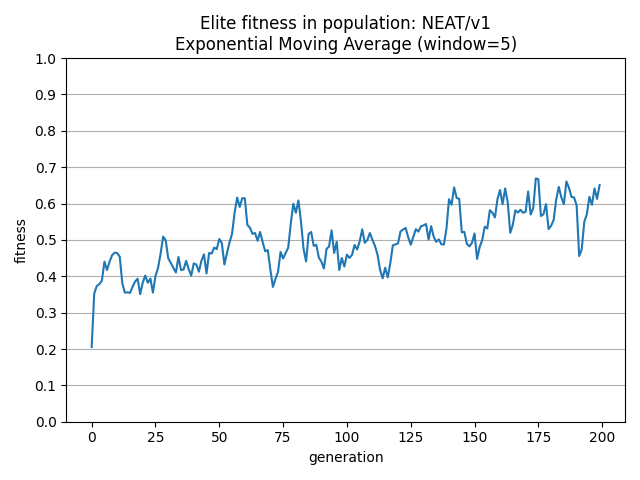 Elite fitness in population: NEAT/v1
Exponential Moving Average (window=5)
1.0
0.9
0.8
0.7
0.6
0.5
0.4
0.3
0.2
0.1
0.0
fitness
0 25 50 75 100 125 150 175 200
generation